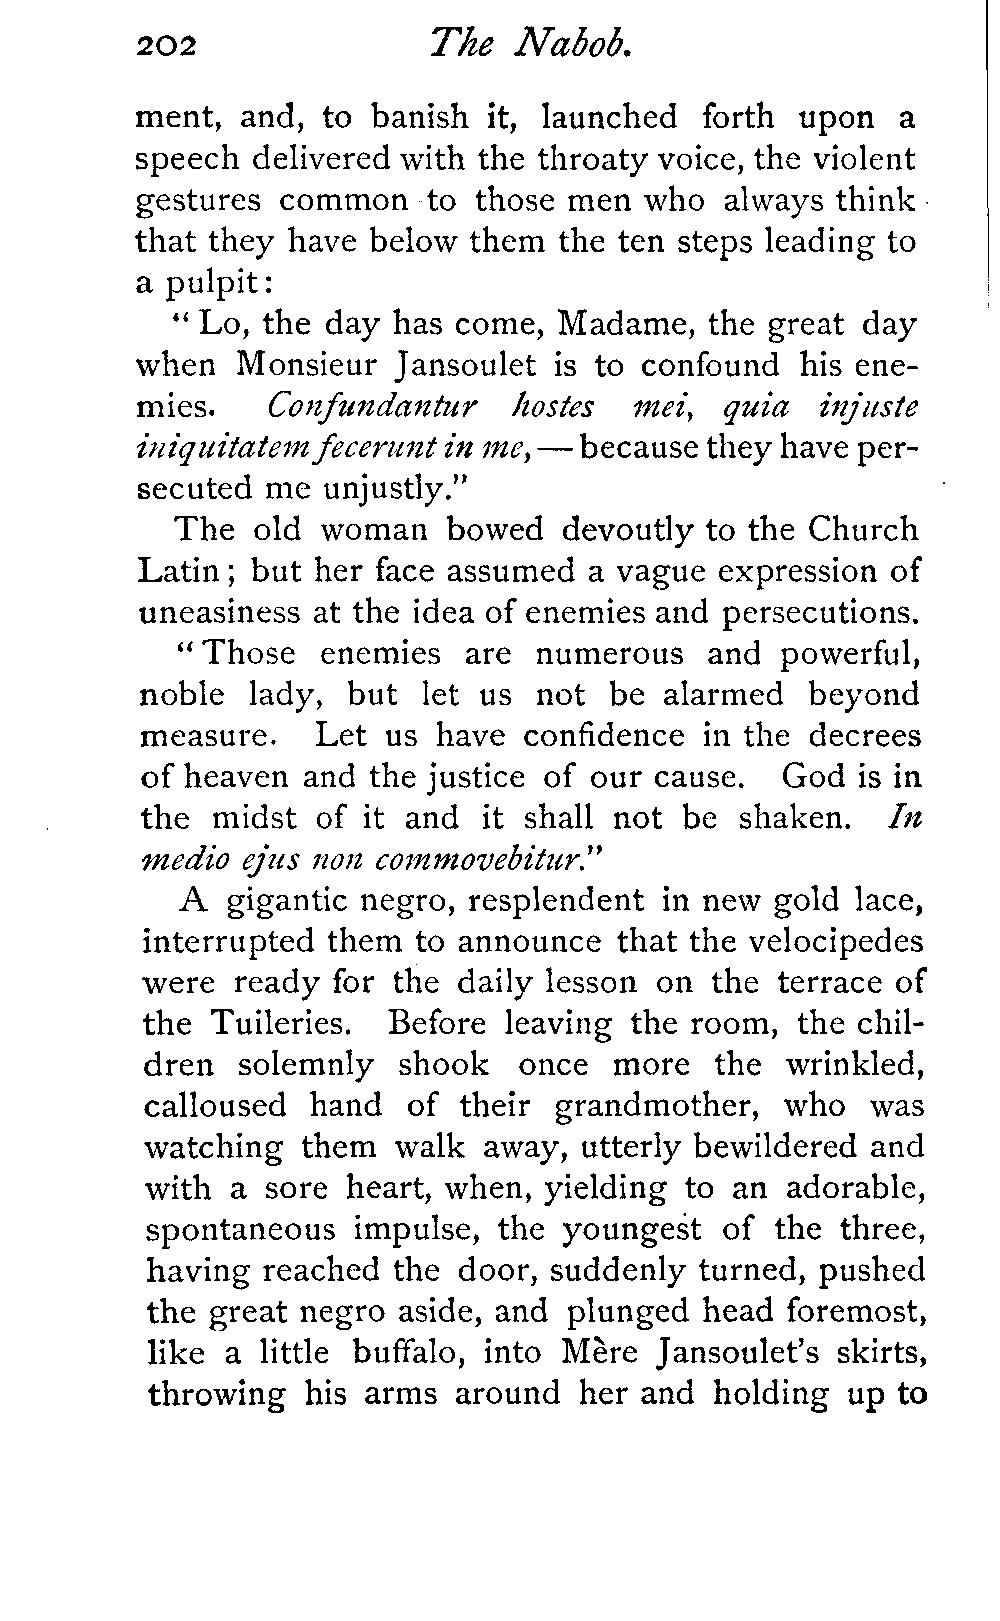 202 The Nabob.
ment, and, to banish it, launched forth upon a
speech delivered with the throaty voice, the violent
gestures common to those men who always think
that they have below them the ten steps leading to
a pulpit:
“ Lo, the day has come, Madame, the great day
when Monsieur Jansoulet is to confound his ene-
mies. Confundantur hostes mei, quia injuste
iniquitatem fecerunt in me, — because they have per-
secuted me unjustly.”
The old woman bowed devoutly to the Church
Latin ; but her face assumed a vague expression of
uneasiness at the idea of enemies and persecutions.
“ Those enemies are numerous and powerful,
noble lady, but let us not be alarmed beyond
measure. Let us have confidence in the decrees
of heaven and the justice of our cause. God is in
the midst of it and it shall not be shaken. In
medio ejus non commovebitur.”
A gigantic negro, resplendent in new gold lace,
interrupted them to announce that the velocipedes
were ready for the daily lesson on the terrace of
the Tuileries. Before leaving the room, the chil-
dren solemnly shook once more the wrinkled,
calloused hand of their grandmother, who was
watching them walk away, utterly bewildered and
with a sore heart, when, yielding to an adorable,
spontaneous impulse, the youngest of the three,
having reached the door, suddenly turned, pushed
the great negro aside, and plunged head foremost,
like a little buffalo, into Mère Jansoulet’s skirts,
throwing his arms around her and holding up to